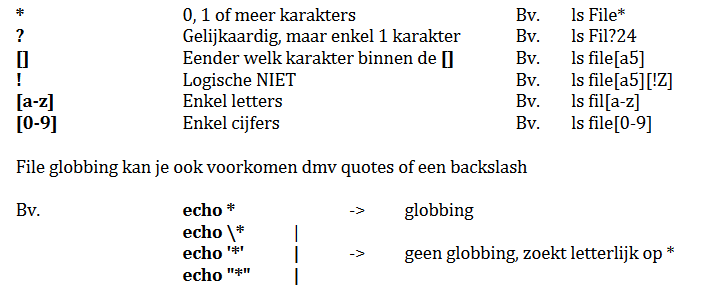 * 0, 1 of meer karakters Bv. ls File*
? Gelijkaardig, maar enkel 1 karakter Bv. ls Fil?24
[] Eender welk karakter binnen de [] Bv. ls file[a5]
! Logische NIET Bv. ls file[a5][!Z]
[a-z] Enkel letters Bv. ls fil[a-z]
[0-9] Enkel cijfers Bv. ls file[0-9]
File globbing kan je ook voorkomen dmv quotes of een backslash
Bv. echo * -> globbing
echo \* |
echo '*' | -> geen globbing, zoekt letterlijk op *
echo "*" |